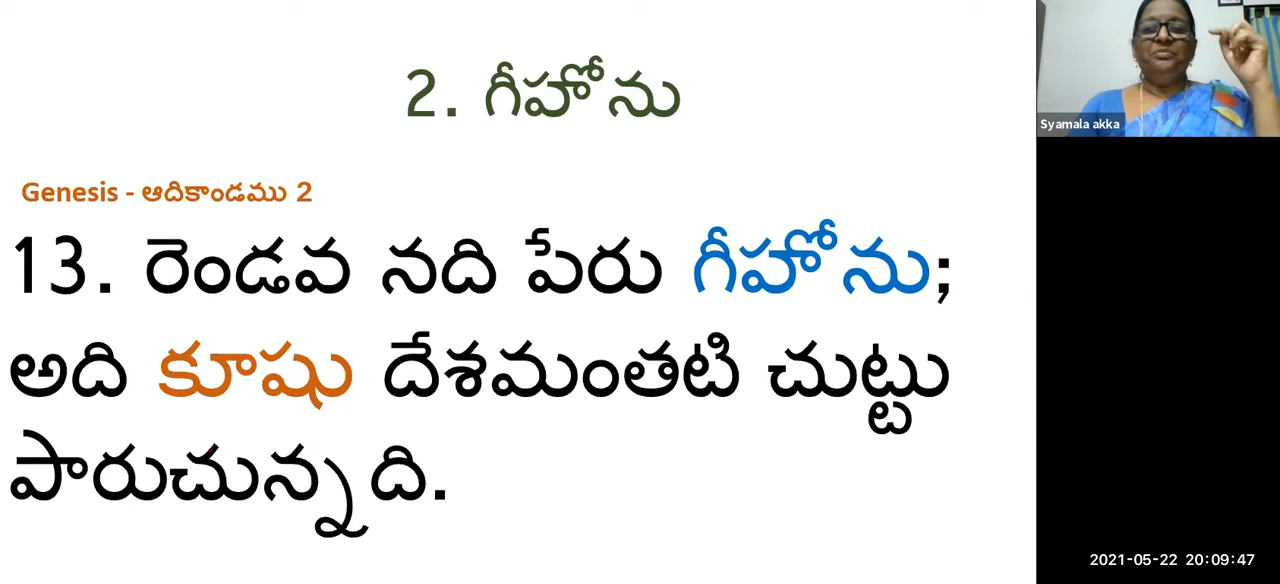 2. గీహోను
Genesis - ఆదికాండము 2
13. రెండవ నది పేరు గీహోను;
అది కూషు దేశమంతటి చుట్టు
పారుచున్నది.
Syamala akka
2021-05-22 20:09:47